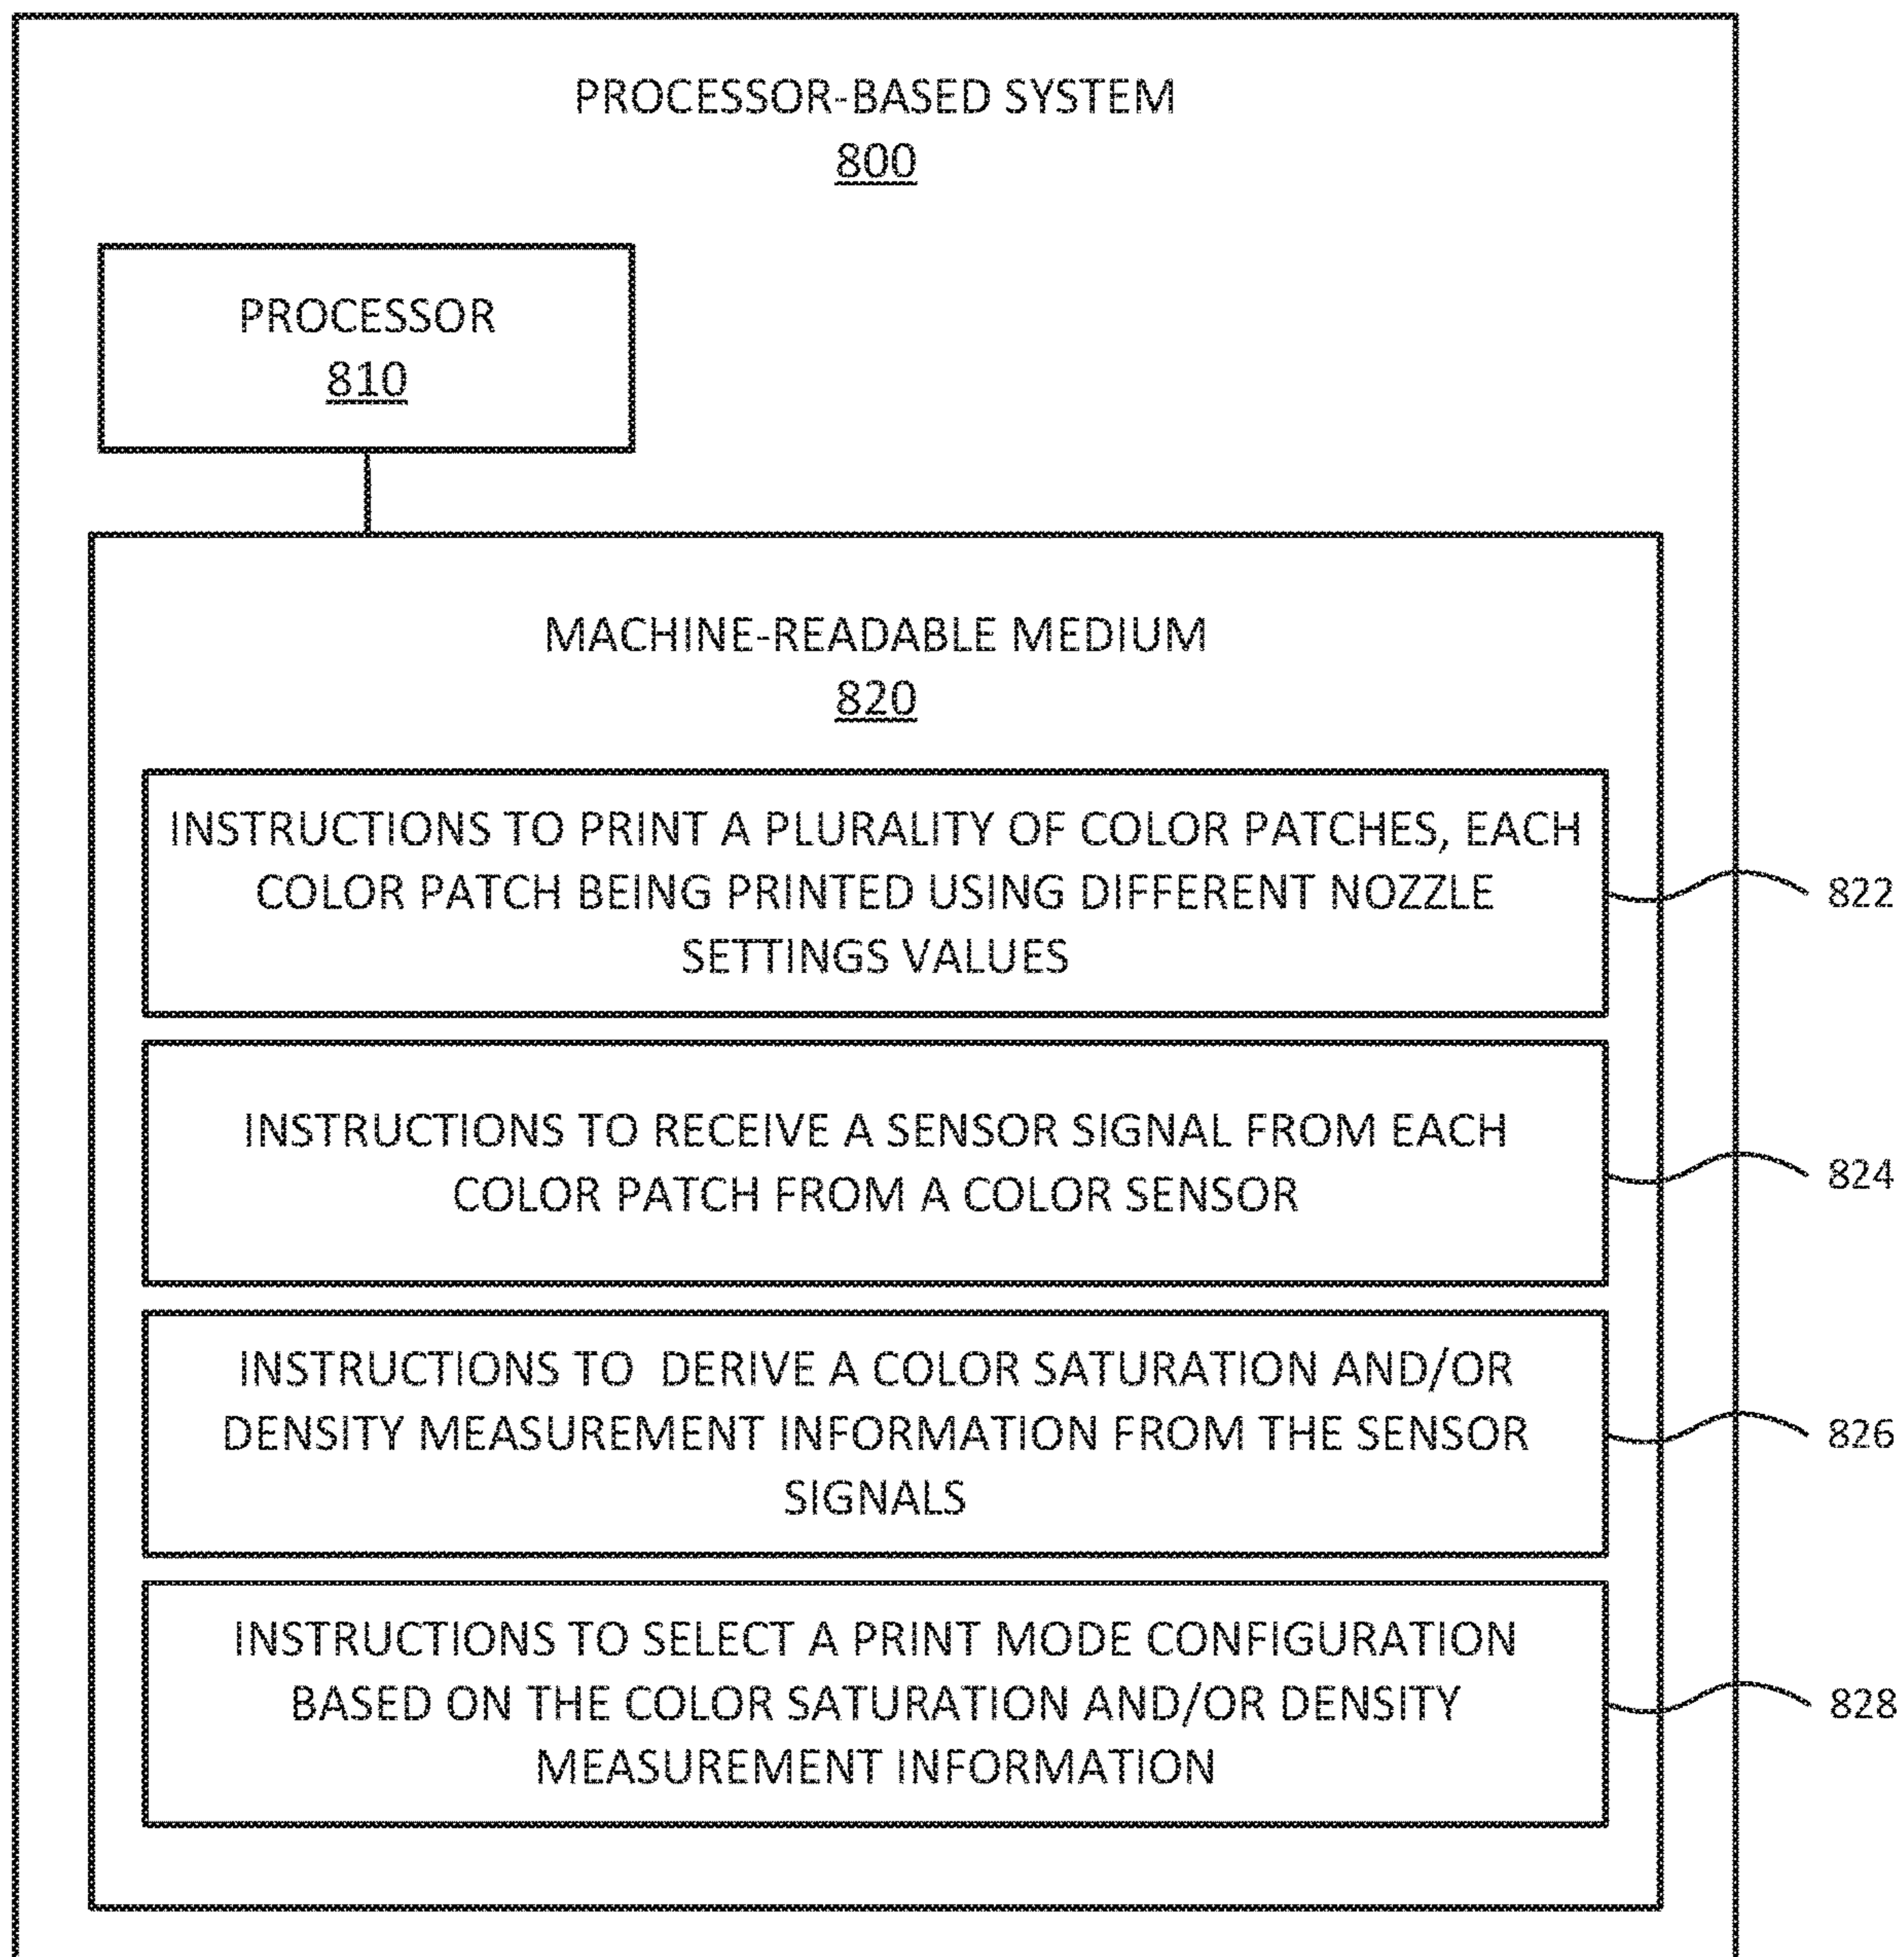 PROCESSOR-BASED SYSTEM
800
PROCESSOR
810
MACHINE-READABLE MEDIUM
820
INSTRUCTIONS TO PRINT A PLURALITY OF COLOR PATCHES, EACH
COLOR PATCH BEING PRINTED USING DIFFERENT NOZZLE
SETTINGS VALUES
822
INSTRUCTIONS TO RECEIVE A SENSOR SIGNAL FROM EACH
COLOR PATCH FROM A COLOR SENSOR
824
INSTRUCTIONS TO DERIVE A COLOR SATURATION AND/OR
DENSITY MEASUREMENT INFORMATION FROM THE SENSOR
SIGNALS
826
INSTRUCTIONS TO SELECT A PRINT MODE CONFIGURATION
BASED ON THE COLOR SATURATION AND/OR DENSITY
MEASUREMENT INFORMATION
828